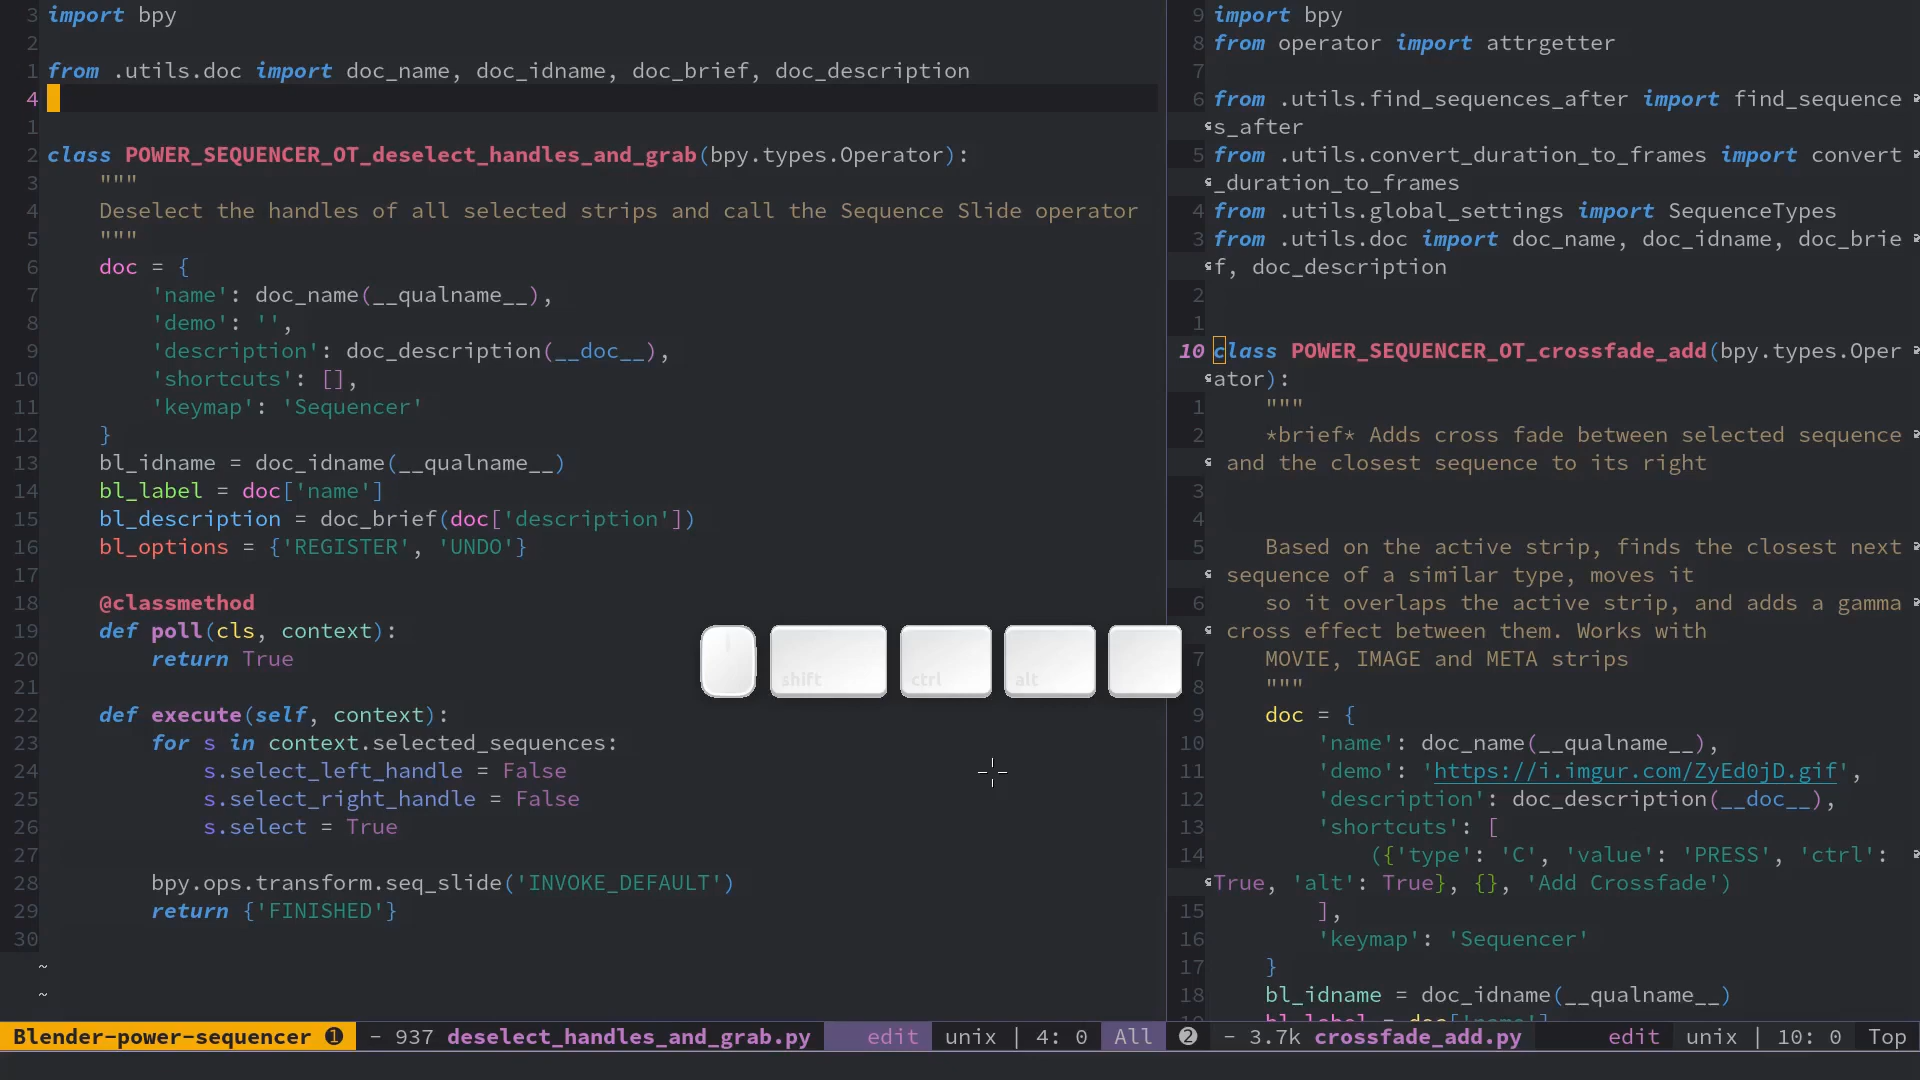 3 import bpy
2
1 from .utils.doc import doc_name, doc_idname, doc_brief, doc_description
4
1
2 class POWER_SEQUENCER_OT_deselect_handles_and_grab(bpy.types.Operator):
3     """
4     Deselect the handles of all selected strips and call the Sequence Slide operator
5     """
6     doc = {
7         'name': doc_name(__qualname__),
8         'demo': '',
9         'description': doc_description(__doc__),
10         'shortcuts': [],
11         'keymap': 'Sequencer'
12     }
13     bl_idname = doc_idname(__qualname__)
14     bl_label = doc['name']
15     bl_description = doc_brief(doc['description'])
16     bl_options = {'REGISTER', 'UNDO'}
17
18     @classmethod
19     def poll(cls, context):
20         return True
21
22     def execute(self, context):
23         for s in context.selected_sequences:
24             s.select_left_handle = False
25             s.select_right_handle = False
26             s.select = True
27
28         bpy.ops.transform.seq_slide('INVOKE_DEFAULT')
29         return {'FINISHED'}
30
~
~
9 import bpy
8 from operator import attrgetter
7
6 from .utils.find_sequences_after import find_sequence
s_after
5 from .utils.convert_duration_to_frames import convert
_duration_to_frames
4 from .utils.global_settings import SequenceTypes
3 from .utils.doc import doc_name, doc_idname, doc_brie
f, doc_description
2
1
10 class POWER_SEQUENCER_OT_crossfade_add(bpy.types.Oper
ator):
1     """
2     *brief* Adds cross fade between selected sequence
and the closest sequence to its right
3
4
5     Based on the active strip, finds the closest next
sequence of a similar type, moves it
6     so it overlaps the active strip, and adds a gamma
cross effect between them. Works with
7     MOVIE, IMAGE and META strips
8     """
9     doc = {
10         'name': doc_name(__qualname__),
11         'demo': 'https://i.imgur.com/ZyEd0jD.gif',
12         'description': doc_description(__doc__),
13         'shortcuts': [
14             ({'type': 'C', 'value': 'PRESS', 'ctrl':
True, 'alt': True}, {}, 'Add Crossfade')
15         ],
16         'keymap': 'Sequencer'
17     }
18     bl_idname = doc_idname(__qualname__)
19     bl_label = doc['name']
shift ctrl alt
Blender-power-sequencer ❶ - 937 deselect_handles_and_grab.py edit unix | 4: 0 All ❷ - 3.7k crossfade_add.py edit unix | 10: 0 Top